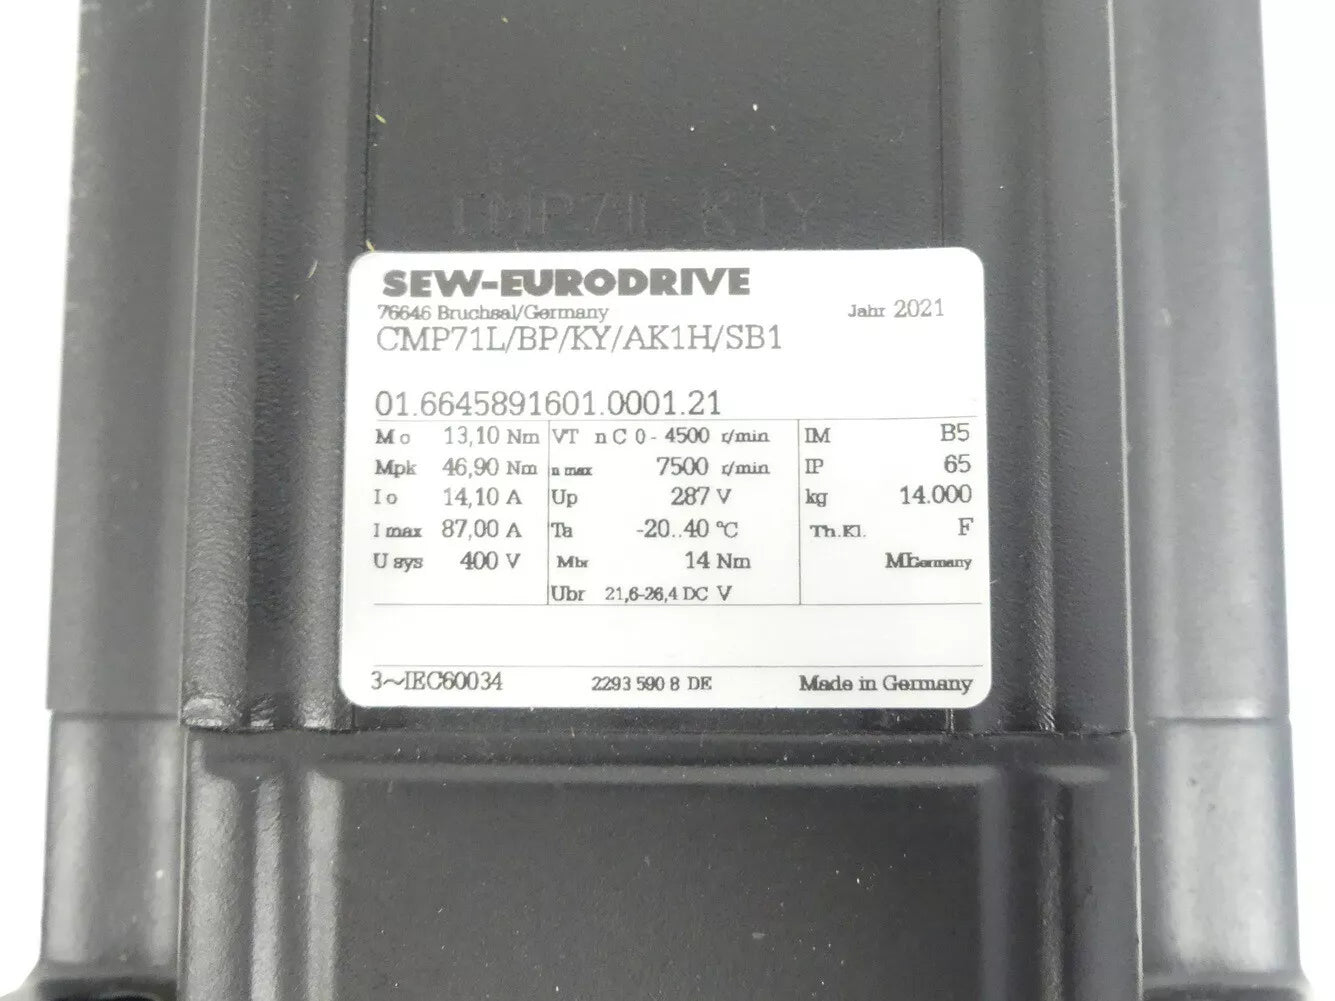 CMP71L KTY
SEW-EURODRIVE
76646 Bruchsal/Germany
Jahr 2021
CMP71L/BP/KY/AK1H/SB1
01.6645891601.0001.21
Mo 13,10 Nm VT nC 0-4500 r/min IM B5
Mpk 46,90 Nm n max 7500 r/min IP 65
Io 14,10 A Up 287 V kg 14.000
I max 87,00 A Ta -20..40 °C Th.Kl. F
U sys 400 V Mbr 14 Nm MGermany
Ubr 21,6-26,4 DC V
3~IEC60034 2293 590 8 DE Made in Germany